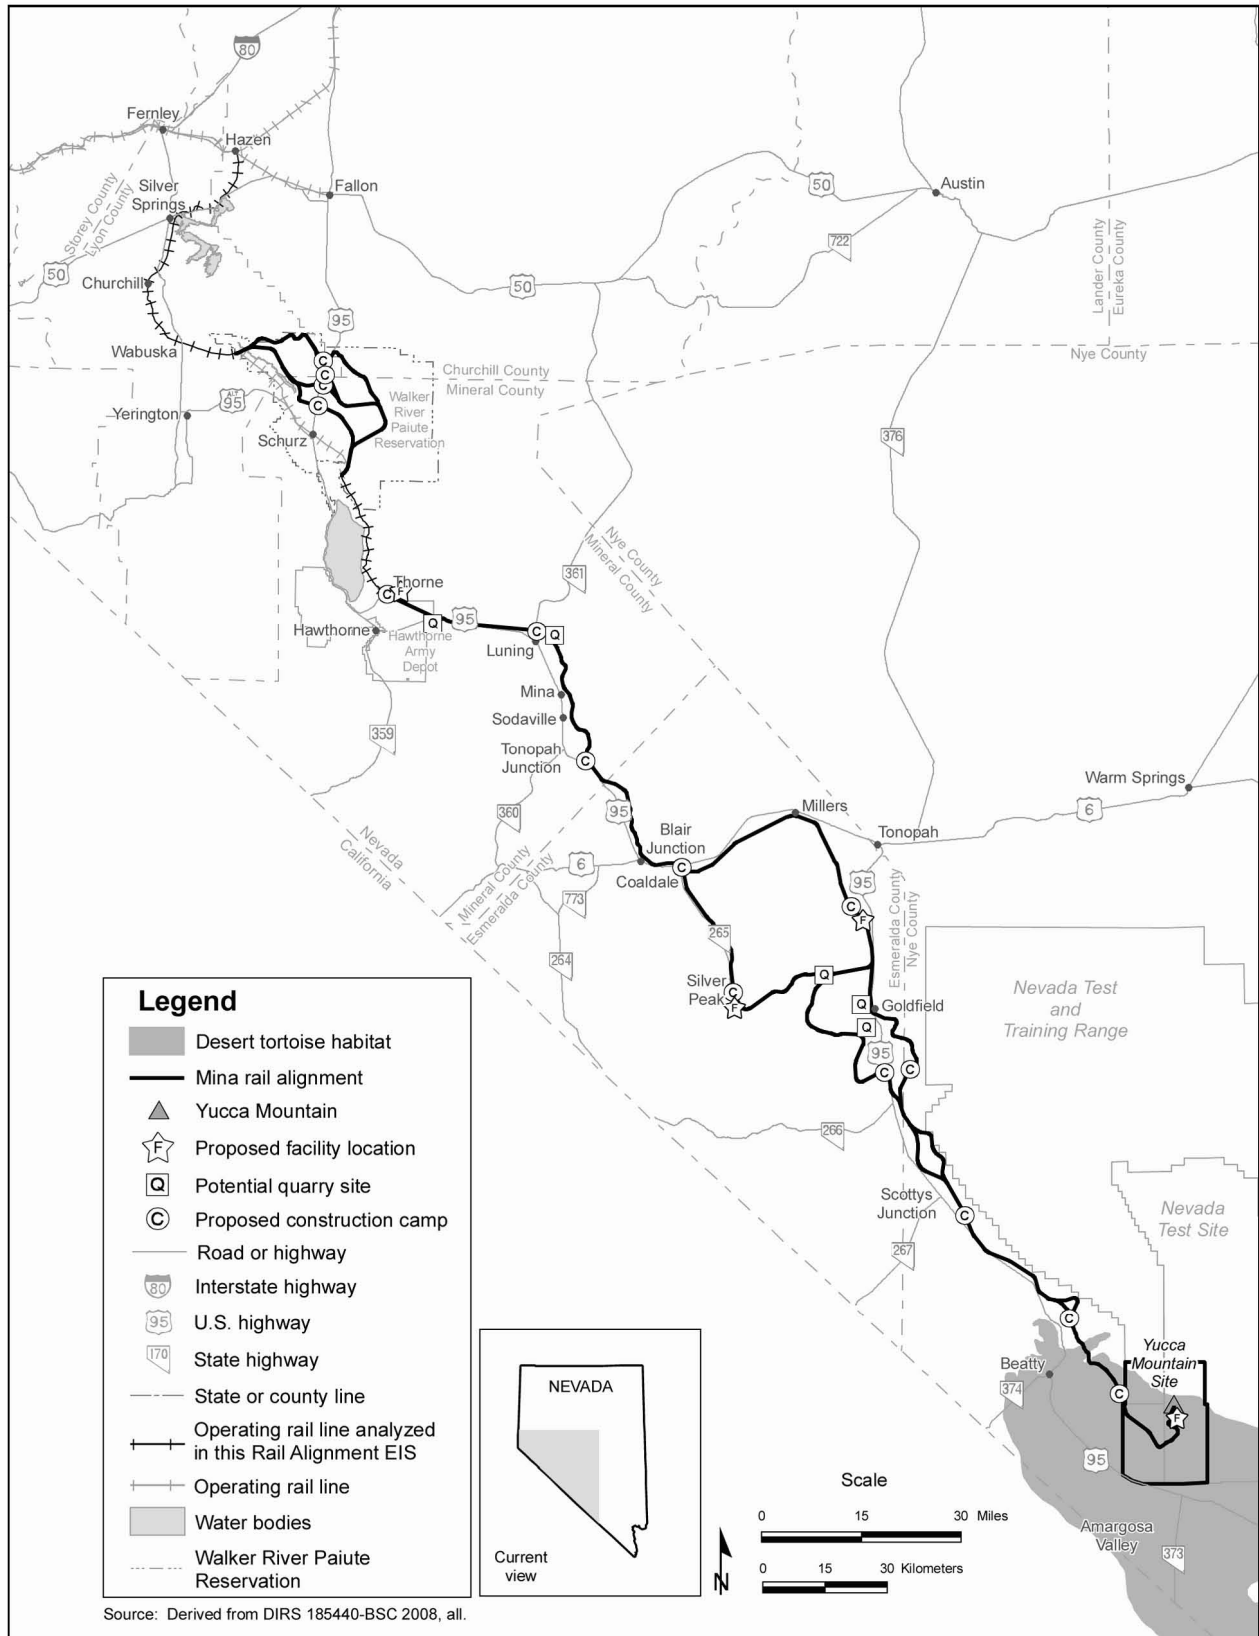 80
Fernley
Hazen
Silver
Springs
Fallon
Austin
50
722
Storey County
Lyon County
50
Churchill
50
Lander County
Eureka County
95
Wabuska
Nye County
Churchill County
Mineral County
ALT
95
Yerington
Walker
River
Paiute
Reservation
Schurz
376
C
C
C
C
Nye County
Mineral County
361
Thorne
C
F
Q
95
C
Q
Hawthorne
Hawthorne
Army
Depot
Luning
Mina
Sodaville
359
Tonopah
Junction
C
Warm Springs
360
95
Millers
6
Nevada
California
Blair
Junction
Tonopah
6
C
Coaldale
Mineral County
Esmeralda County
773
95
Esmeralda County
Nye County
C
F
265
264
Silver
Peak
C
F
Q
Q
Goldfield
Q
95
C
C
Nevada Test
and
Training Range
266
Scottys
Junction
C
267
Nevada
Test Site
C
Yucca
Mountain
Site
Beatty
374
C
F
95
Amargosa
Valley
373
Legend
Desert tortoise habitat
Mina rail alignment
Yucca Mountain
F Proposed facility location
Q Potential quarry site
C Proposed construction camp
Road or highway
80 Interstate highway
95 U.S. highway
170 State highway
State or county line
Operating rail line analyzed
in this Rail Alignment EIS
Operating rail line
Water bodies
Walker River Paiute
Reservation
NEVADA
Current
view
N
Scale
0 15 30 Miles
0 15 30 Kilometers
Source: Derived from DIRS 185440-BSC 2008, all.